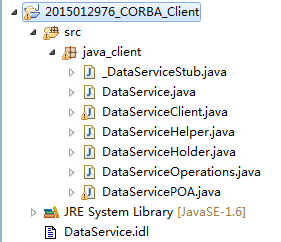 2015012976_CORBA_Client
src
java_client
_DataServiceStub.java
DataService.java
DataServiceClient.java
DataServiceHelper.java
DataServiceHolder.java
DataServiceOperations.java
DataServicePOA.java
JRE System Library [JavaSE-1.6]
DataService.idl